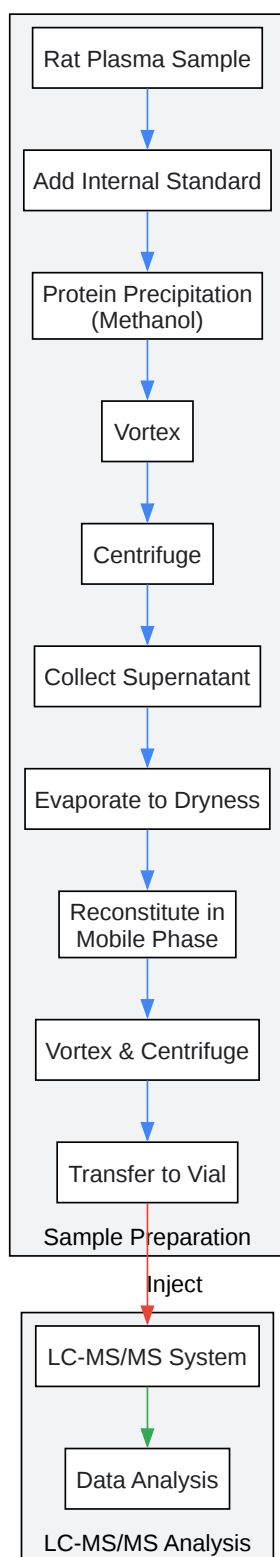 Rat Plasma Sample
Add Internal Standard
Protein Precipitation
(Methanol)
Vortex
Centrifuge
Collect Supernatant
Evaporate to Dryness
Reconstitute in
Mobile Phase
Vortex & Centrifuge
Transfer to Vial
Sample Preparation
Inject
LC-MS/MS System
Data Analysis
LC-MS/MS Analysis